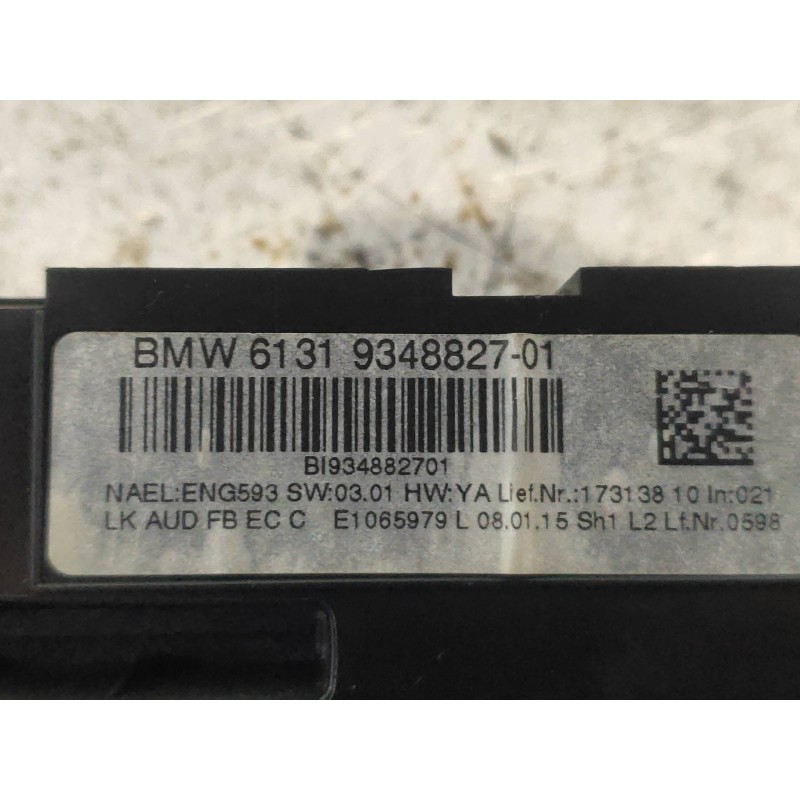 BMW 6131 9348827-01
BI934882701
NAEL:ENG593 SW:03.01 HW:YA Lief.Nr.:173138 10 In:021
LK AUD FB EC C E1065979 L 08.01.15 Sh1 L2 Lf.Nr.0598